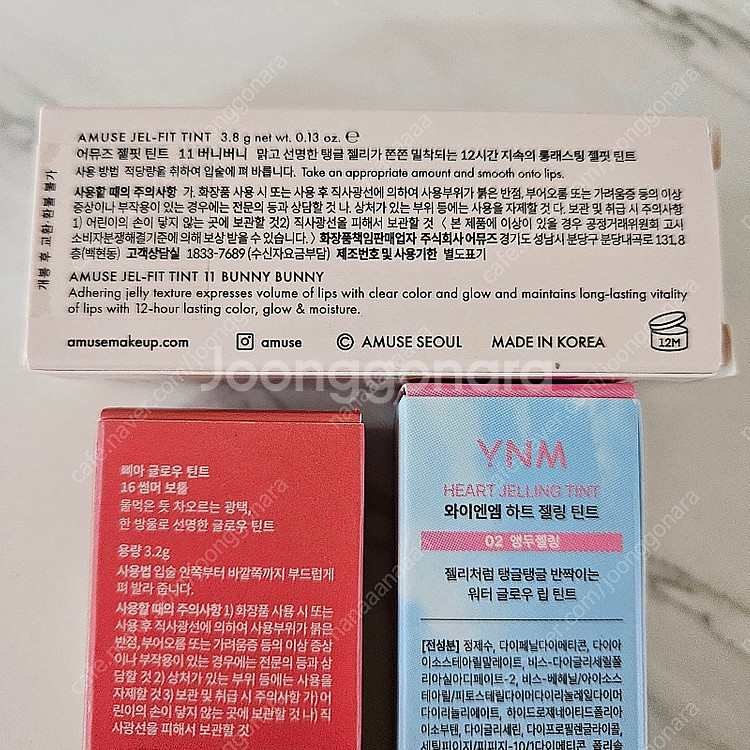 AMUSE JEL-FIT TINT 3.8 g net wt. 0.13 oz. ℮
어뮤즈 젤핏 틴트 11 버니버니 맑고 선명한 탱글 젤리가 쫀쫀 밀착되는 12시간 지속의 롱래스팅 젤핏 틴트
사용 방법 적당량을 취하여 입술에 펴 바릅니다. Take an appropriate amount and smooth onto lips.
사용할 때의 주의사항 가. 화장품 사용 시 또는 사용 후 직사광선에 의하여 사용부위가 붉은 반점, 부어오름 또는 가려움증 등의 이상
증상이나 부작용이 있는 경우에는 전문의 등과 상담할 것 나. 상처가 있는 부위 등에는 사용을 자제할 것 다. 보관 및 취급 시 주의사항
1) 어린이의 손이 닿지 않는 곳에 보관할것2) 직사광선을 피해서 보관할 것 〈 본 제품에 이상이 있을 경우 공정거래위원회 고시
소비자분쟁해결기준에 의해 보상 받을 수 있습니다. 〉 화장품책임판매업자 주식회사 어뮤즈 경기도 성남시 분당구 분당내곡로 131, 8
층(백현동) 고객상담실 1833-7689 (수신자요금부담) 제조번호 및 사용기한 별도표기
AMUSE JEL-FIT TINT 11 BUNNY BUNNY
Adhering jelly texture expresses volume of lips with clear color and glow and maintains long-lasting vitality
of lips with 12-hour lasting color, glow & moisture.
amusemakeup.com amuse © AMUSE SEOUL MADE IN KOREA 12M
개봉 후 교환·환불 불가
Joonggonara
삐아 글로우 틴트
16 썸머 보틀
물먹은 듯 차오르는 광택,
한 방울로 선명한 글로우 틴트
용량 3.2g
사용법 입술 안쪽부터 바깥쪽까지 부드럽게
펴 발라 줍니다.
사용할 때의 주의사항 1) 화장품 사용 시 또는
사용 후 직사광선에 의하여 사용부위가 붉은
반점, 부어오름 또는 가려움증 등의 이상 증상
이나 부작용이 있는 경우에는 전문의 등과 상
담할 것 2) 상처가 있는 부위 등에는 사용을
자제할 것 3) 보관 및 취급 시 주의사항 가) 어
린이의 손이 닿지 않는 곳에 보관할 것 나) 직
사광선을 피해서 보관할 것
YNM
HEART JELLING TINT
와이엔엠 하트 젤링 틴트
02 앵두젤링
젤리처럼 탱글탱글 반짝이는
워터 글로우 립 틴트
[전성분] 정제수, 다이페닐다이메티콘, 다이아
이소스테아릴말레이트, 비스-다이글리세릴폴
리아실아디페이트-2, 비스-베헤닐/아이소스
테아릴/피토스테릴다이머다이리놀레일다이머
다이리놀리에이트, 하이드로제네이티드폴리아
이소부텐, 다이글리세린, 다이프로필렌글라이콜,
세틸피이지/피피지-10/1다이메티콘, 폴리솔